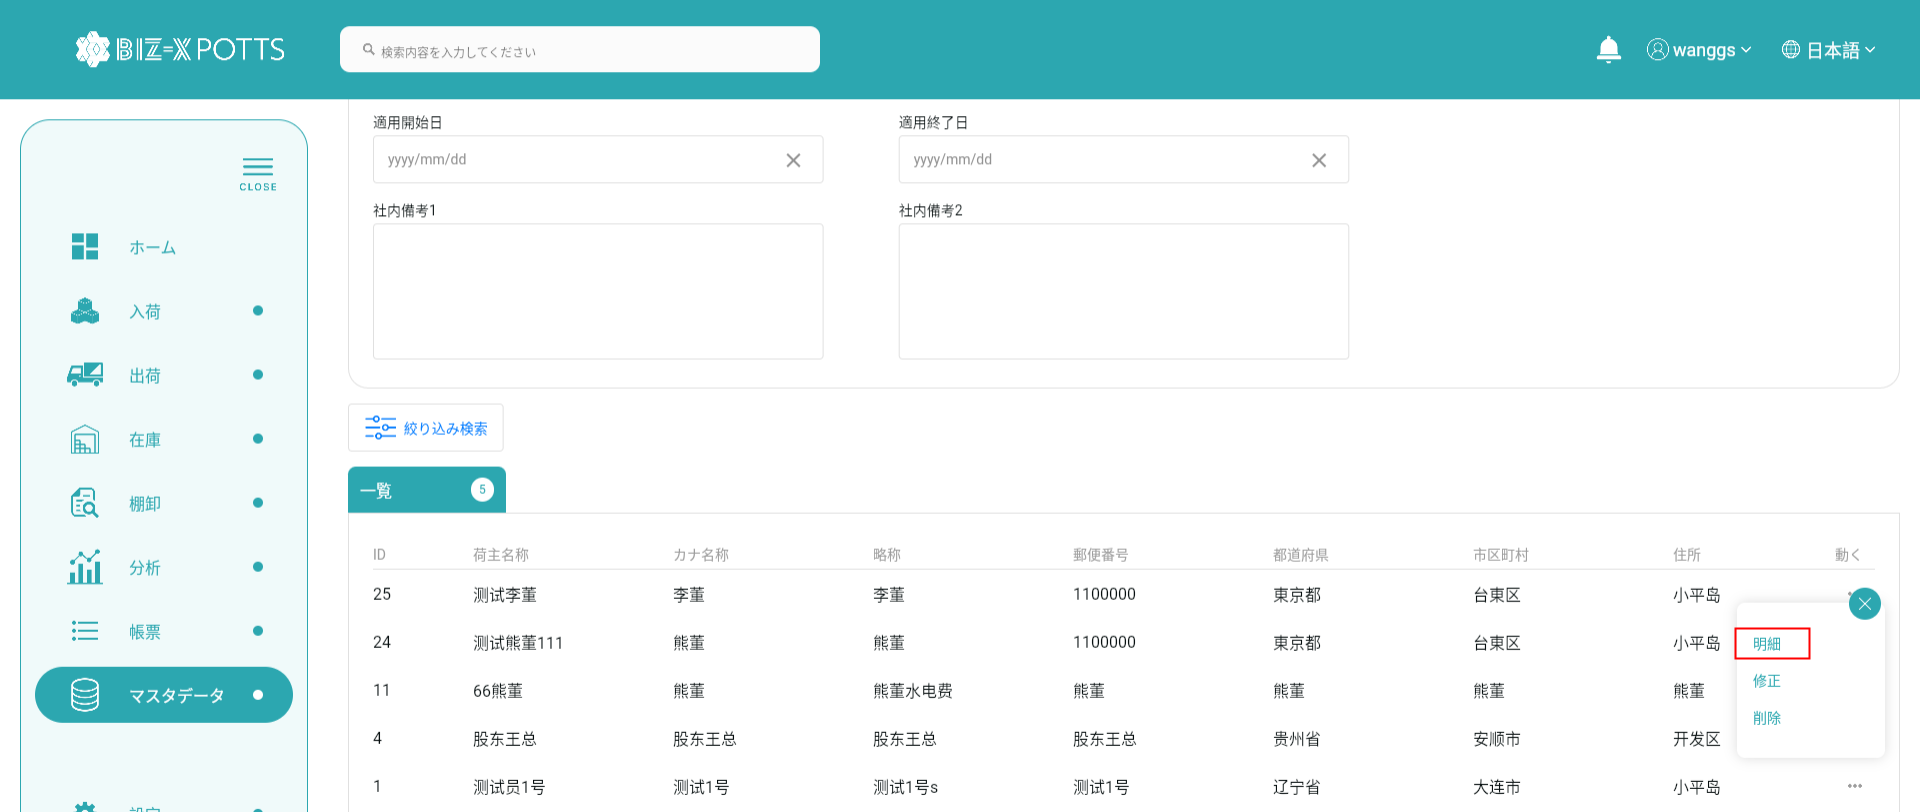 BIZ=X POTTS
検索内容を入力してください
wanggs
日本語
CLOSE
ホーム
入荷
出荷
在庫
棚卸
分析
帳票
マスタデータ
適用開始日
適用終了日
yyyy/mm/dd
yyyy/mm/dd
社内備考1
社内備考2
絞り込み検索
一覧 5
ID 荷主名称 カナ名称 略称 郵便番号 都道府県 市区町村 住所 動く
25 测试李董 李董 李董 1100000 東京都 台東区 小平岛
24 测试熊董111 熊董 熊董 1100000 東京都 台東区 小平岛
11 66熊董 熊董 熊董水电费 熊董 熊董 熊董 熊董
4 股东王总 股东王总 股东王总 股东王总 贵州省 安顺市 开发区
1 测试员1号 测试1号 测试1号s 测试1号 辽宁省 大连市 小平岛
明細
修正
削除